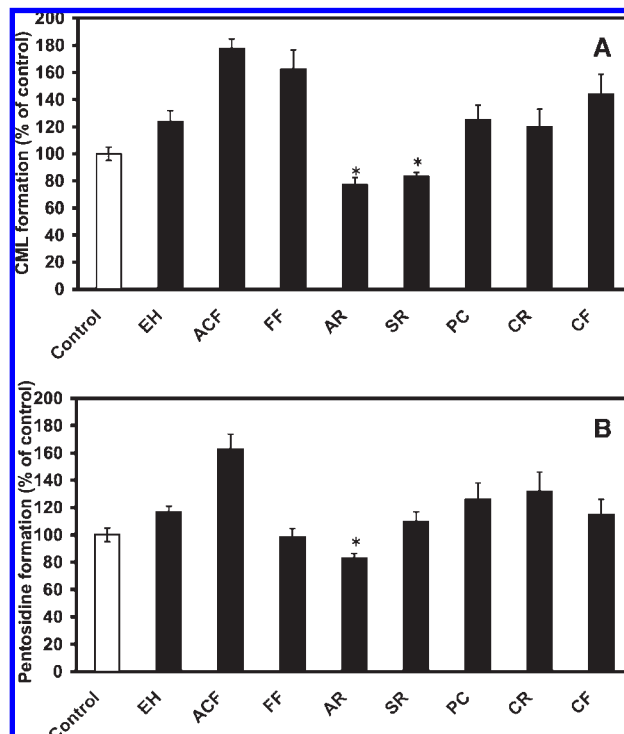 CML formation (% of control)
200
180
160
140
120
100
80
60
40
20
0
A
*
*
Control
EH
ACF
FF
AR
SR
PC
CR
CF
Pentosidine formation (% of control)
200
180
160
140
120
100
80
60
40
20
0
B
*
Control
EH
ACF
FF
AR
SR
PC
CR
CF